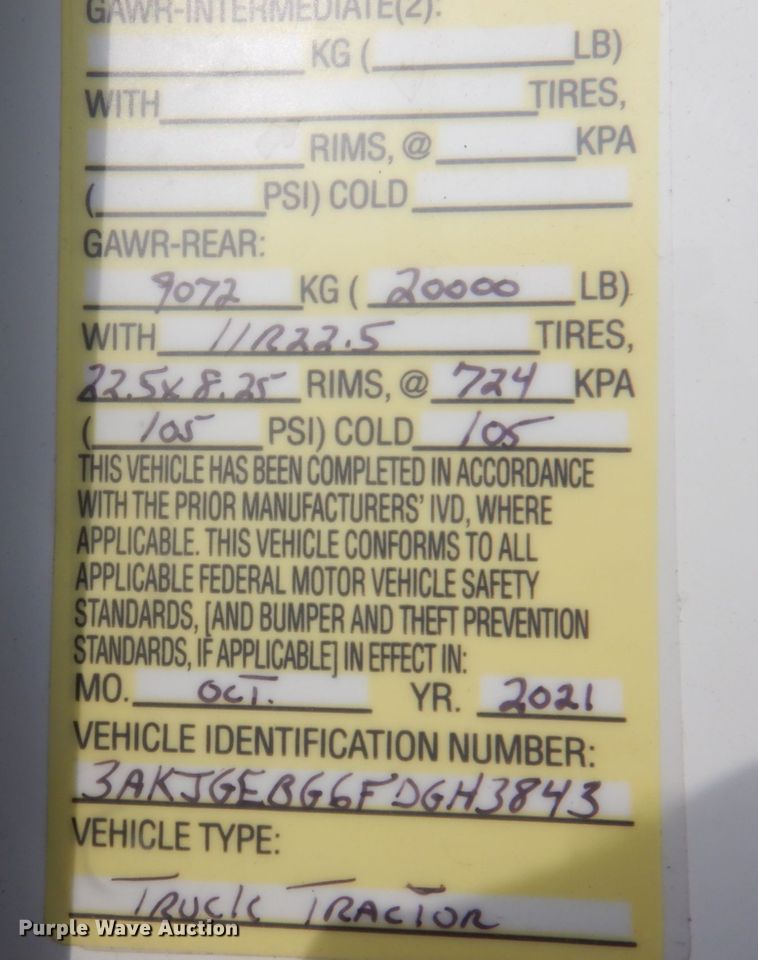 GAWR-INTERMEDIATE(2):
KG ( LB)
WITH TIRES,
RIMS, @ KPA
( PSI) COLD
GAWR-REAR:
9072 KG ( 20000 LB)
WITH 11R22.5 TIRES,
22.5x8.25 RIMS, @ 724 KPA
( 105 PSI) COLD 105
THIS VEHICLE HAS BEEN COMPLETED IN ACCORDANCE
WITH THE PRIOR MANUFACTURERS' IVD, WHERE
APPLICABLE. THIS VEHICLE CONFORMS TO ALL
APPLICABLE FEDERAL MOTOR VEHICLE SAFETY
STANDARDS, [AND BUMPER AND THEFT PREVENTION
STANDARDS, IF APPLICABLE] IN EFFECT IN:
MO. OCT. YR. 2021
VEHICLE IDENTIFICATION NUMBER:
3AKJGEBG6FDGH3843
VEHICLE TYPE:
TRUCK TRACTOR
Purple Wave Auction